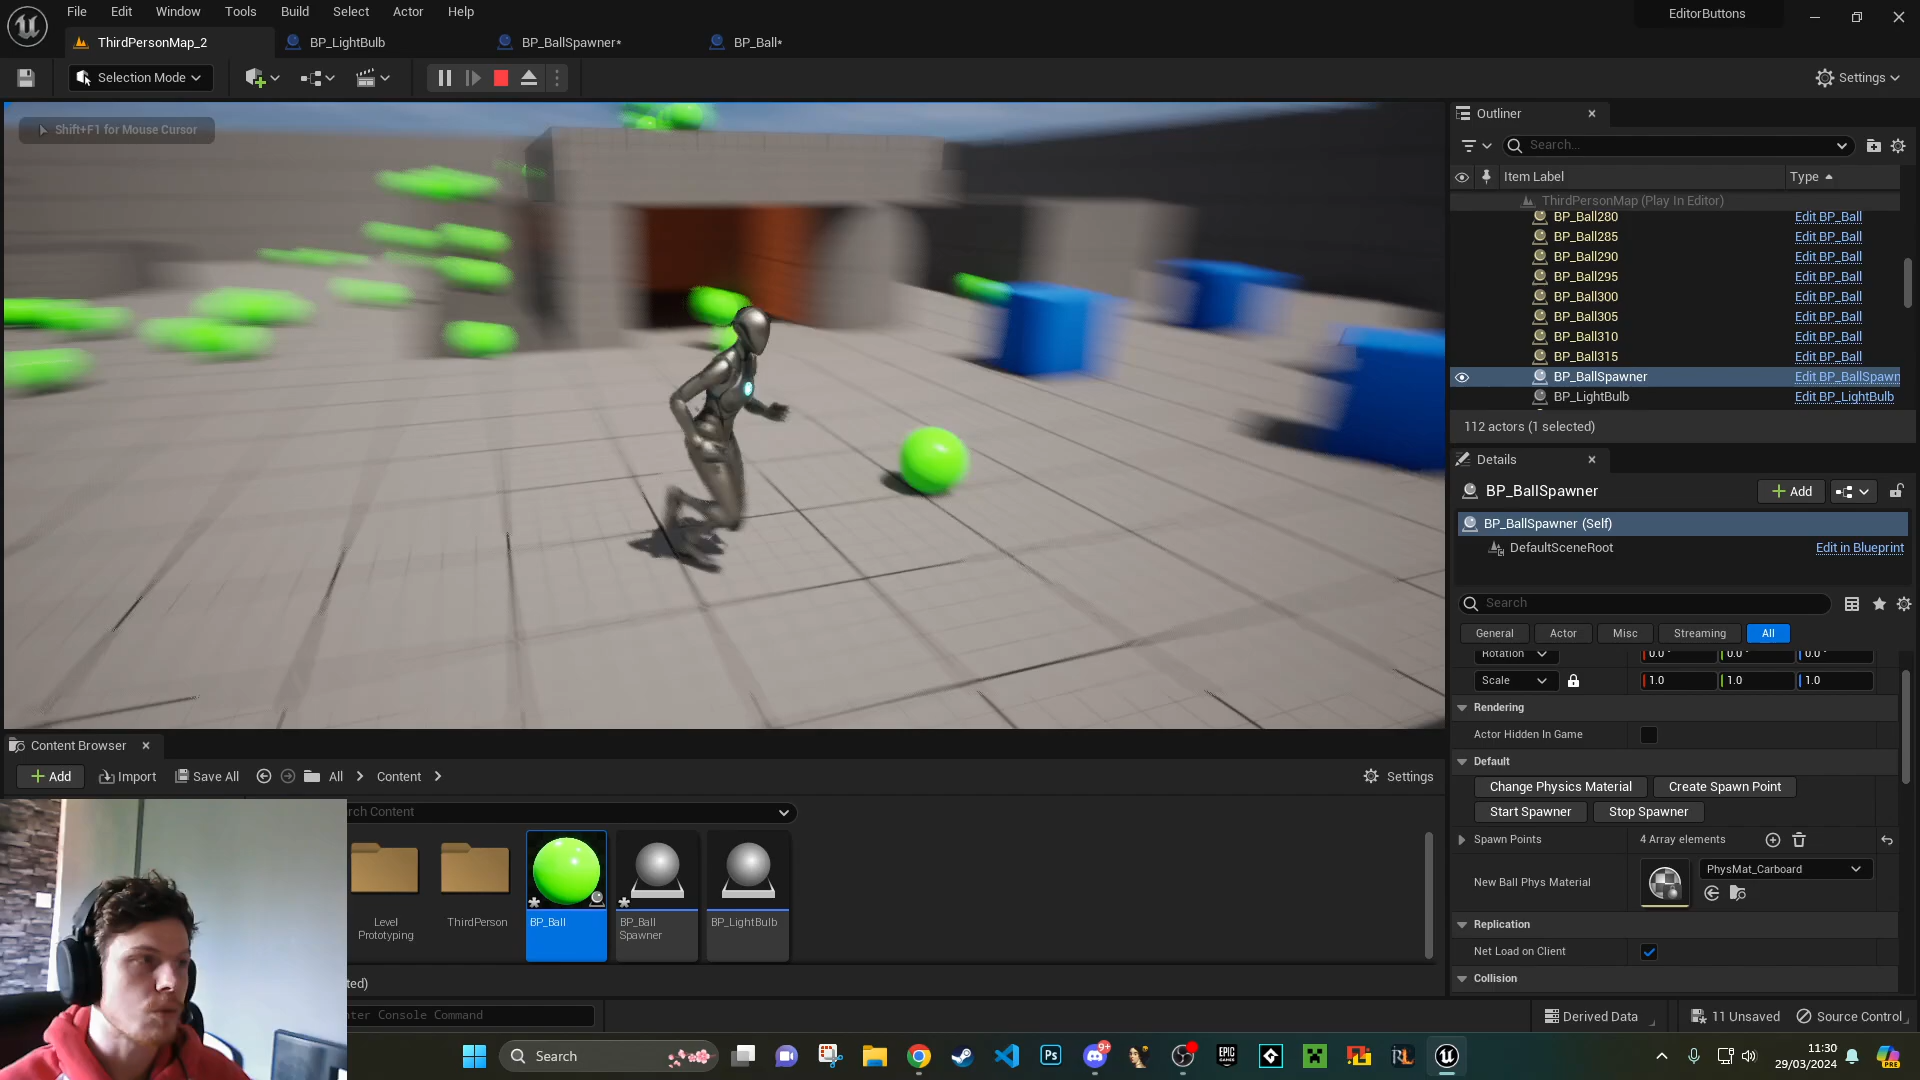 File Edit Window Tools Build Select Actor Help
EditorButtons
ThirdPersonMap_2
BP_LightBulb
BP_BallSpawner*
BP_Ball*
Selection Mode
Settings
Shift+F1 for Mouse Cursor
Outliner
Search...
Item Label
Type
ThirdPersonMap (Play In Editor)
BP_Ball280 Edit BP_Ball
BP_Ball285 Edit BP_Ball
BP_Ball290 Edit BP_Ball
BP_Ball295 Edit BP_Ball
BP_Ball300 Edit BP_Ball
BP_Ball305 Edit BP_Ball
BP_Ball310 Edit BP_Ball
BP_Ball315 Edit BP_Ball
BP_BallSpawner Edit BP_BallSpawn
BP_LightBulb Edit BP_LightBulb
112 actors (1 selected)
Details
BP_BallSpawner
Add
BP_BallSpawner (Self)
DefaultSceneRoot Edit in Blueprint
Search
General Actor Misc Streaming All
Rotation 0.0° 0.0° 0.0°
Scale 1.0 1.0 1.0
Rendering
Actor Hidden In Game
Default
Change Physics Material Create Spawn Point
Start Spawner Stop Spawner
Spawn Points 4 Array elements
New Ball Phys Material PhysMat_Carboard
Replication
Net Load on Client
Collision
Content Browser
Add Import Save All All Content Settings
rch Content
Level
Prototyping
ThirdPerson
BP_Ball
BP_Ball
Spawner
BP_LightBulb
ted)
nter Console Command
Derived Data
11 Unsaved
Source Control
Search
Ps
9+
EPIC
GAMES
RL
PRE
11:30
29/03/2024